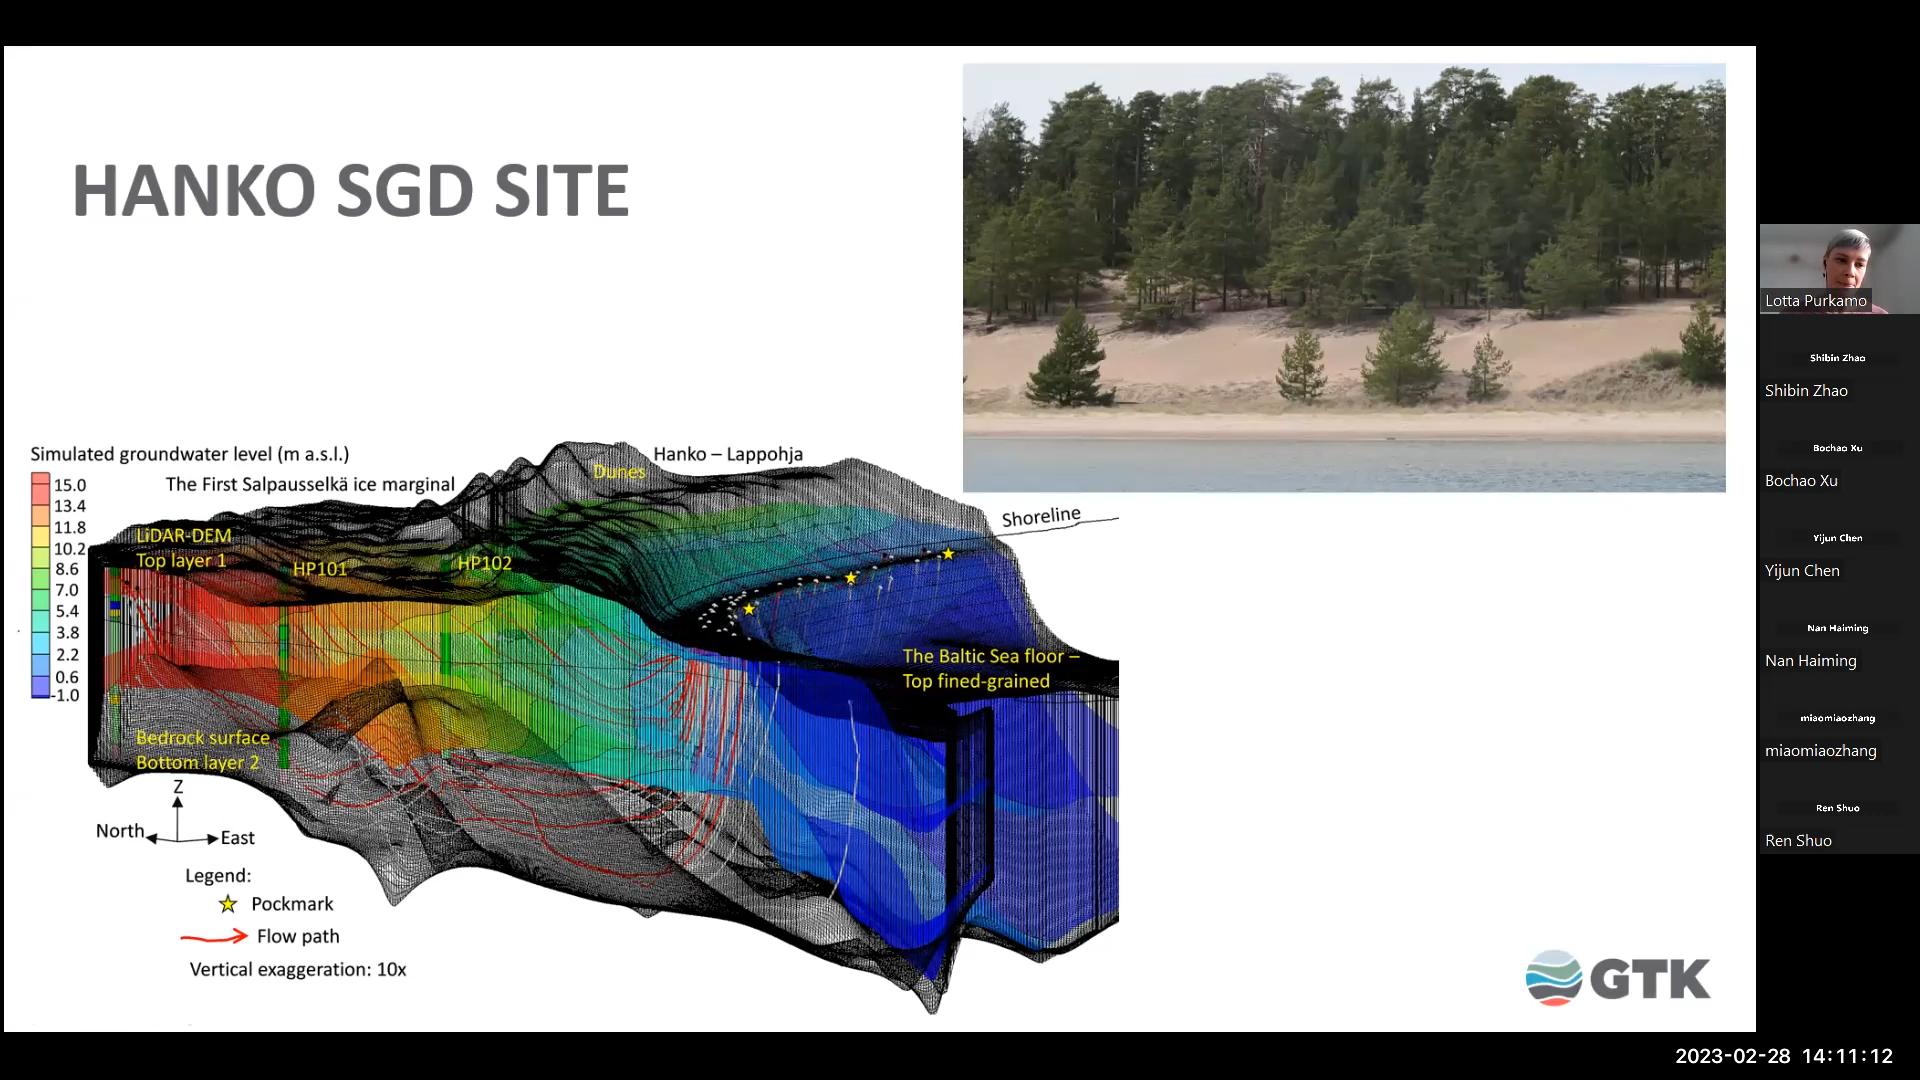 HANKO SGD SITE
Simulated groundwater level (m a.s.l.)
15.0
13.4
11.8
10.2
8.6
7.0
5.4
3.8
2.2
0.6
-1.0
The First Salpausselkä ice marginal
Hanko – Lappohja
Dunes
Shoreline
LiDAR-DEM
Top layer 1
HP101
HP102
The Baltic Sea floor –
Top fined-grained
Bedrock surface
Bottom layer 2
Z
North
East
Legend:
Pockmark
Flow path
Vertical exaggeration: 10x
GTK
Lotta Purkamo
Shibin Zhao
Shibin Zhao
Bochao Xu
Bochao Xu
Yijun Chen
Yijun Chen
Nan Haiming
Nan Haiming
miaomiaozhang
miaomiaozhang
Ren Shuo
Ren Shuo
2023-02-28 14:11:12